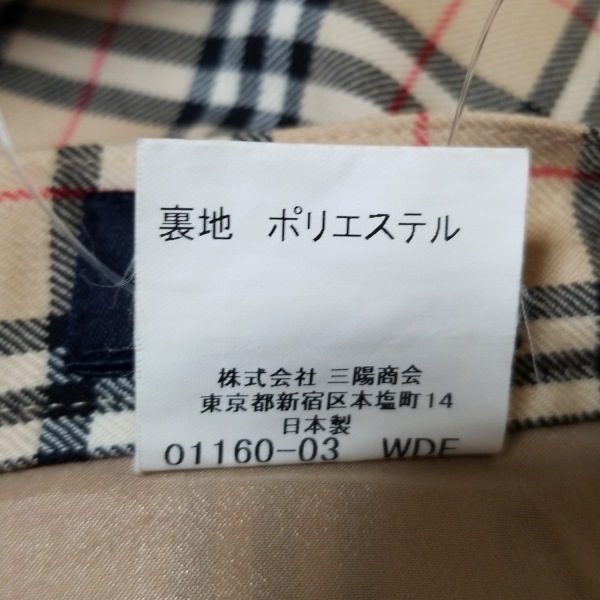 裏地　ポリエステル
株式会社 三陽商会
東京都新宿区本塩町14
日本製
01160-03